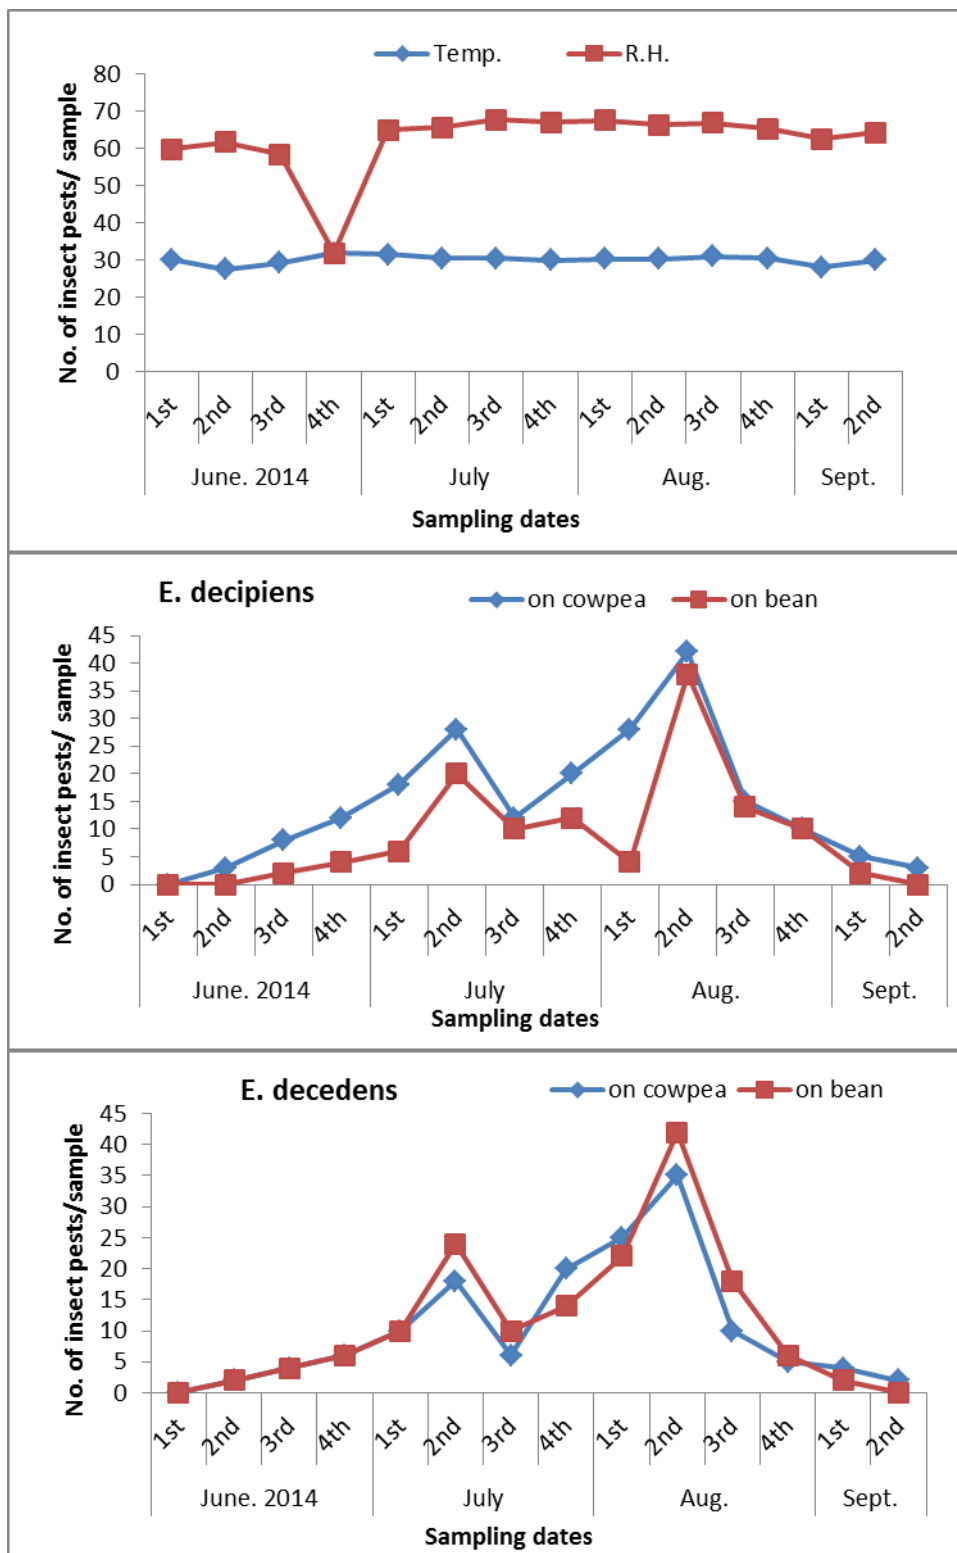 Temp. R.H.
80
70
60
50
40
30
20
10
0
No. of insect pests/ sample
1st 2nd 3rd 4th 1st 2nd 3rd 4th 1st 2nd 3rd 4th 1st 2nd
June. 2014 July Aug. Sept.
Sampling dates
E. decipiens
on cowpea on bean
45
40
35
30
25
20
15
10
5
0
No. of insect pests/ sample
1st 2nd 3rd 4th 1st 2nd 3rd 4th 1st 2nd 3rd 4th 1st 2nd
June. 2014 July Aug. Sept.
Sampling dates
E. decedens
on cowpea on bean
45
40
35
30
25
20
15
10
5
0
No. of insect pests/sample
1st 2nd 3rd 4th 1st 2nd 3rd 4th 1st 2nd 3rd 4th 1st 2nd
June. 2014 July Aug. Sept.
Sampling dates